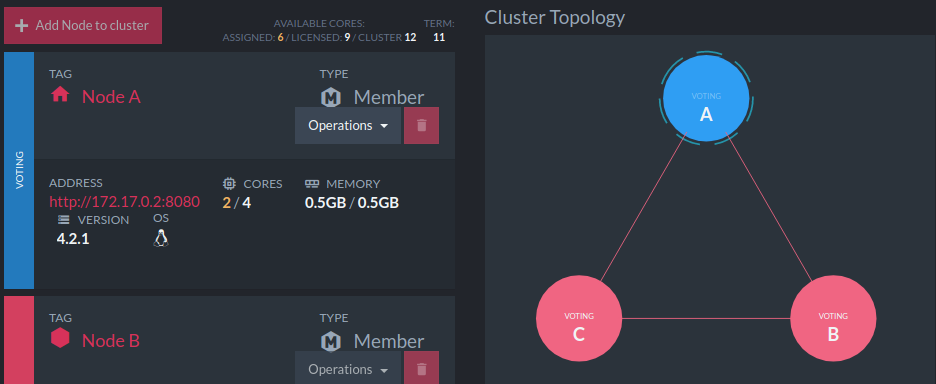 Add Node to cluster
AVAILABLE CORES:
TERM:
ASSIGNED: 6 / LICENSED: 9 / CLUSTER 12
11
VOTING
TAG
TYPE
Node A
M Member
Operations
ADDRESS
CORES
MEMORY
http://172.17.0.2:8080
2 / 4
0.5GB / 0.5GB
VERSION
OS
4.2.1
TAG
TYPE
Node B
M Member
Operations
Cluster Topology
VOTING
A
VOTING
C
VOTING
B